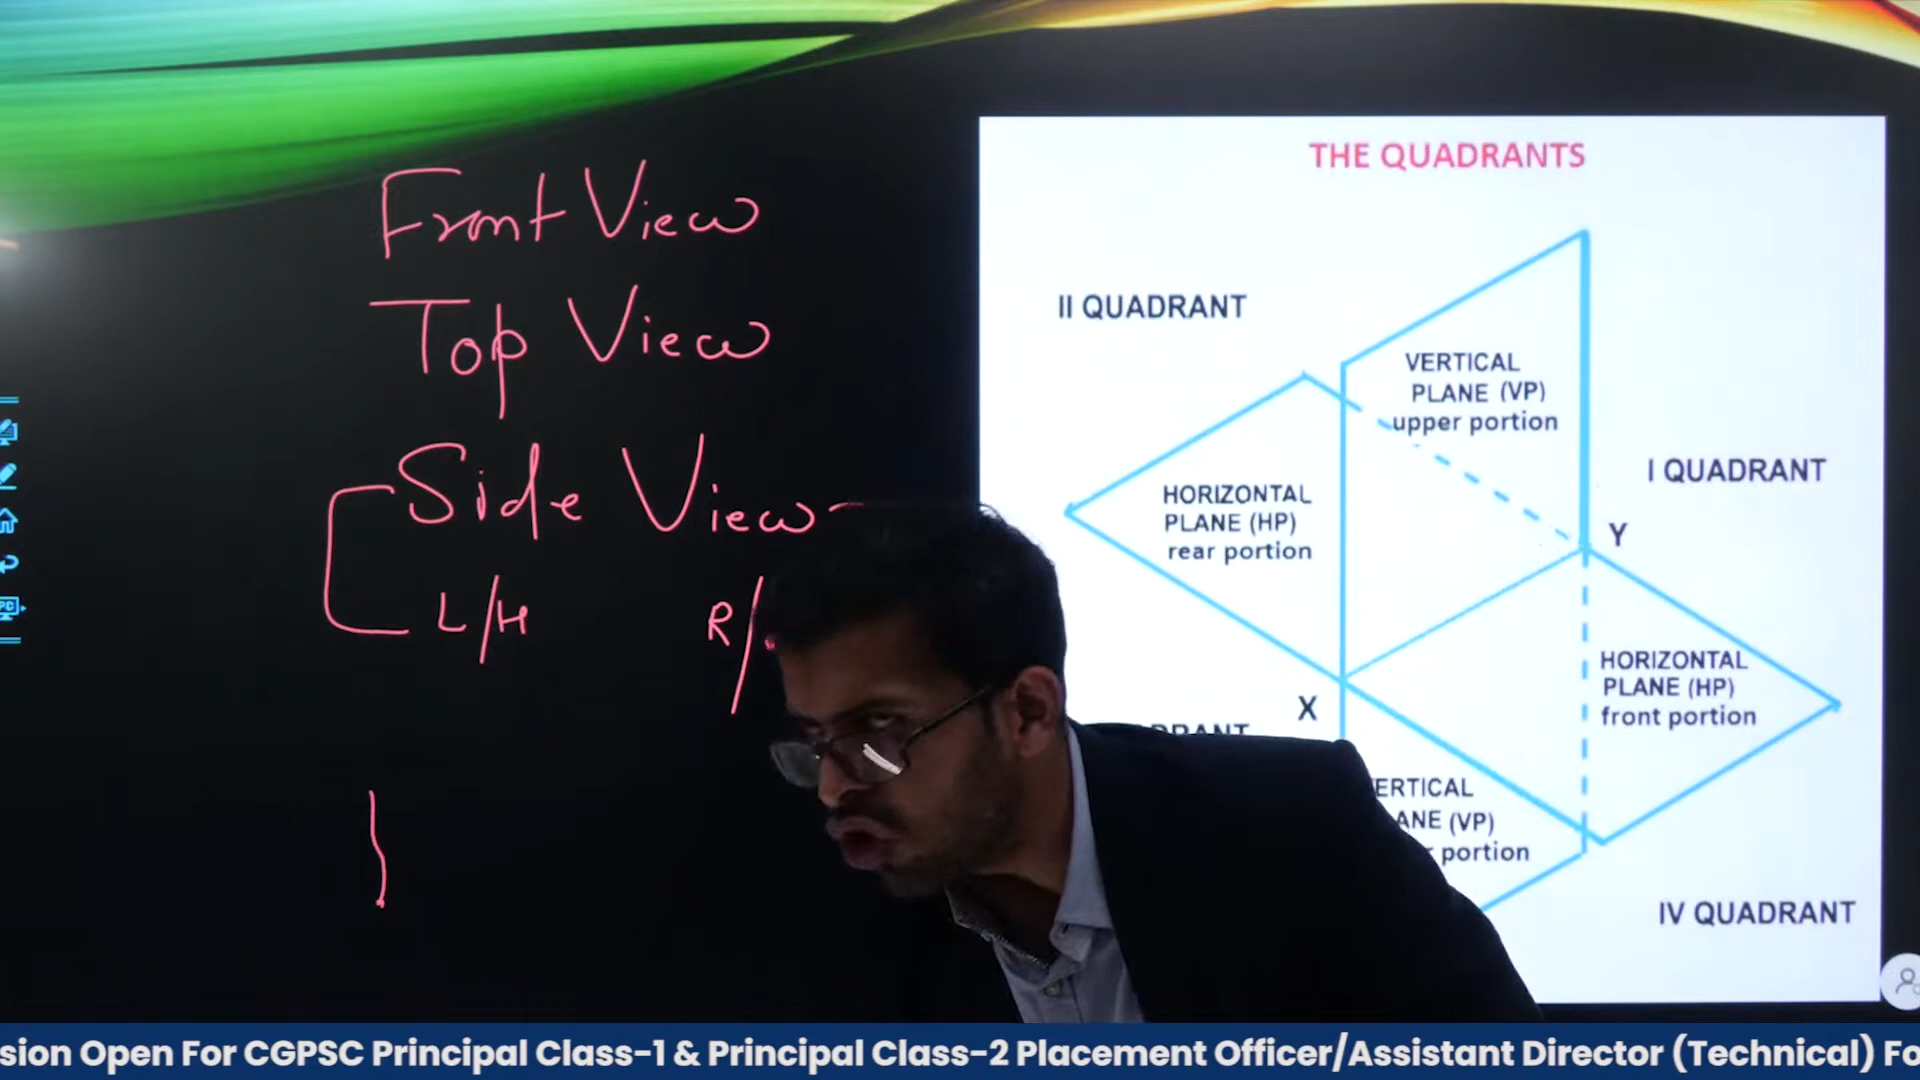 Front View
Top View
Side View
L/H
R/
THE QUADRANTS
II QUADRANT
VERTICAL
PLANE (VP)
upper portion
I QUADRANT
HORIZONTAL
PLANE (HP)
rear portion
Y
X
HORIZONTAL
PLANE (HP)
front portion
PLANE (VP)
portion
IV QUADRANT
sion Open For CGPSC Principal Class-1 & Principal Class-2 Placement Officer/Assistant Director (Technical) Fo